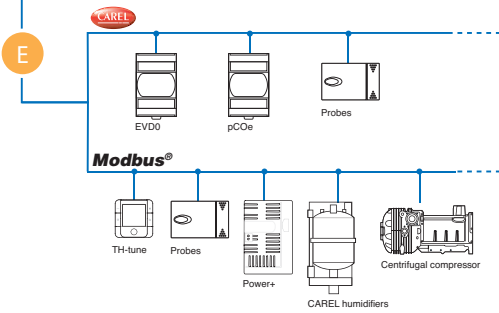 CAREL
E
EVD0
pCOe
Probes
Modbus®
TH-tune
Probes
Power+
Centrifugal compressor
CAREL humidifiers